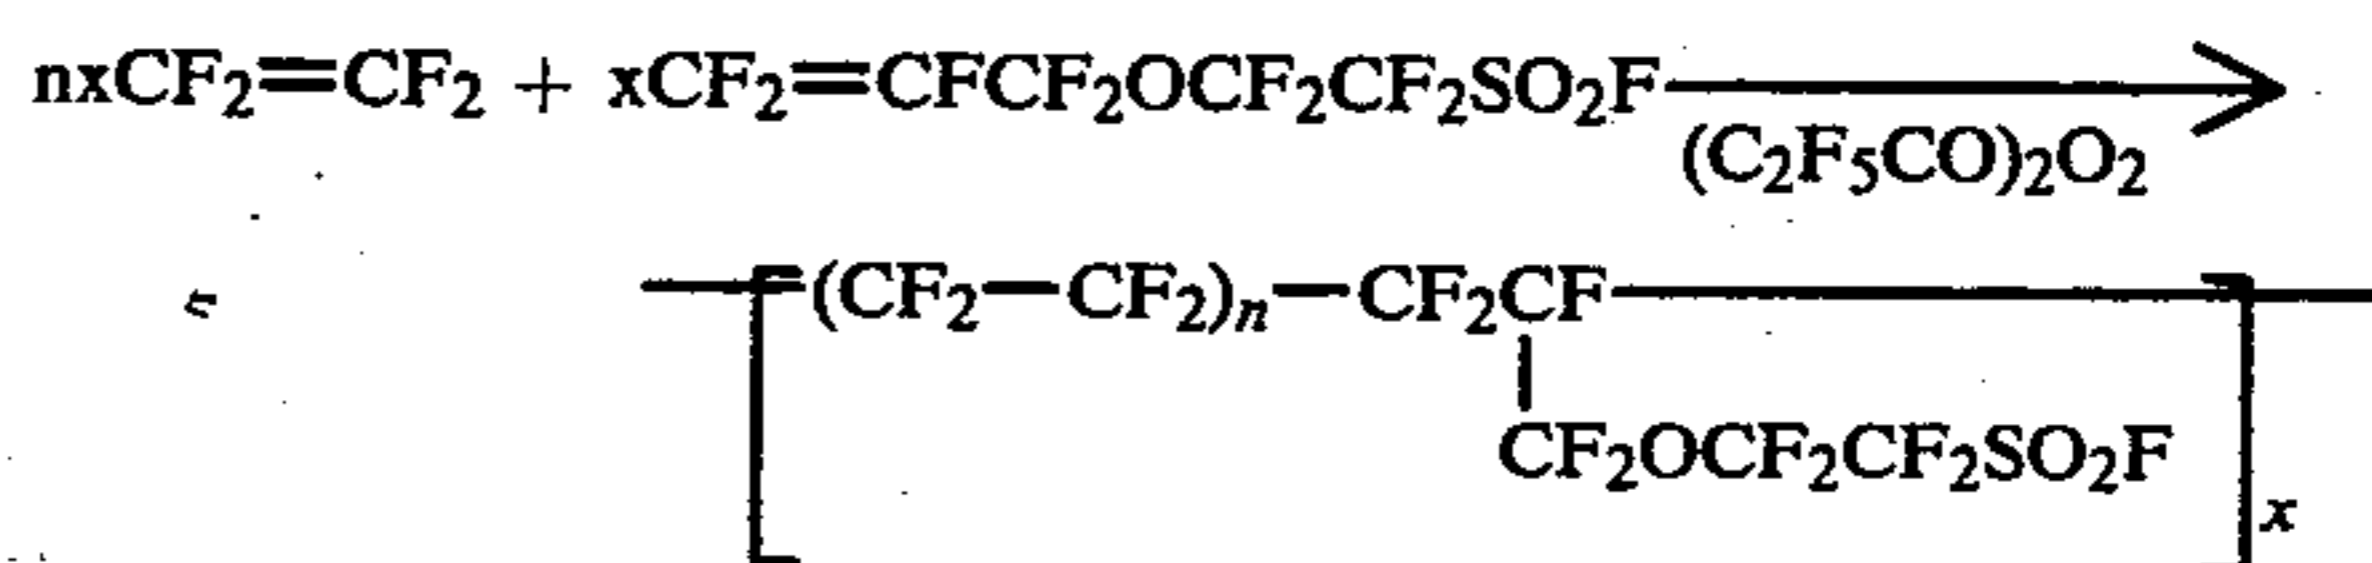 nxCF₂=CF₂ + xCF₂=CFCF₂OCF₂CF₂SO₂F
(C₂F₅CO)₂O₂
(CF₂—CF₂)ₙ—CF₂CF
CF₂OCF₂CF₂SO₂F
x